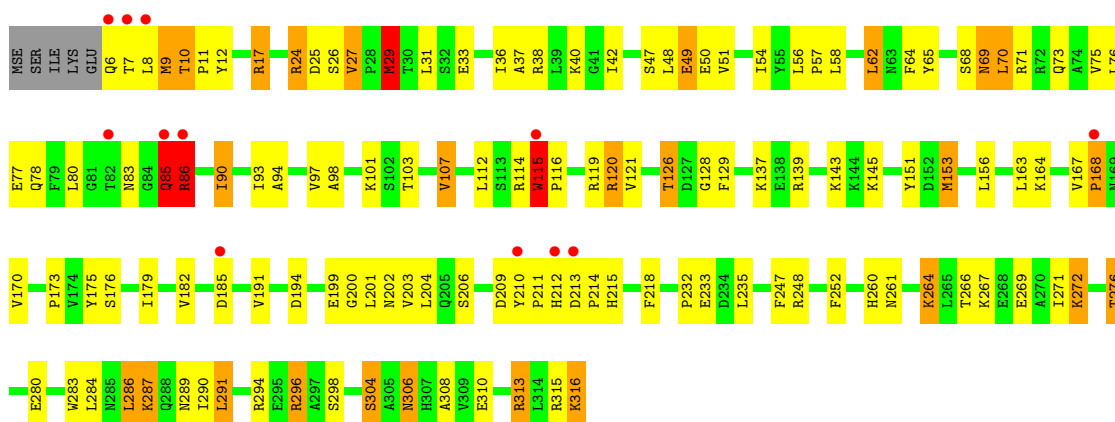 MSE SER ILE LYS GLU Q6 T7 L8 M9 T10 P11 Y12 R17 R24 D25 S26 V27 P28 M29 T30 L31 S32 E33 I36 A37 R38 L39 K40 G41 I42 S47 L48 E49 E50 V51 I54 Y55 L56 P57 L58 L62 N63 F64 Y65 S68 N69 L70 R71 R72 Q73 A74 V75 L76
E77 Q78 F79 L80 G81 T82 N83 G84 Q85 R86 I90 I93 A94 V97 A98 K101 S102 T103 V107 L112 S113 R114 W115 P116 R119 R120 V121 T126 D127 G128 F129 K137 E138 R139 K143 K144 K145 Y151 D152 M153 L156 L163 K164 V167 P168 N169
V170 P173 V174 Y175 S176 I179 V182 D185 V191 D194 E199 G200 L201 N202 V203 L204 Q205 S206 D209 Y210 P211 H212 D213 P214 H215 F218 P232 E233 D234 L235 F247 R248 F252 H260 N261 K264 L265 T266 K267 E268 E269 A270 I271 K272 T276
E280 W283 L284 N285 L286 K287 Q288 N289 I290 L291 R294 E295 R296 A297 S298 S304 A305 N306 H307 A308 V309 E310 R313 L314 R315 K316